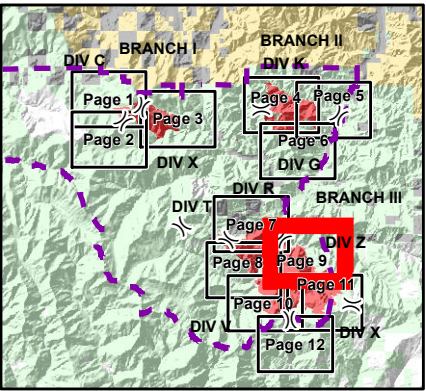 BRANCH I
BRANCH II
DIV C
DIV K
Page 1
Page 4
Page 5
Page 3
Page 2
Page 6
DIV X
DIV G
DIV R
BRANCH III
DIV T
Page 7
DIV Z
Page 8
Page 9
Page 11
Page 10
DIV V
DIV X
Page 12